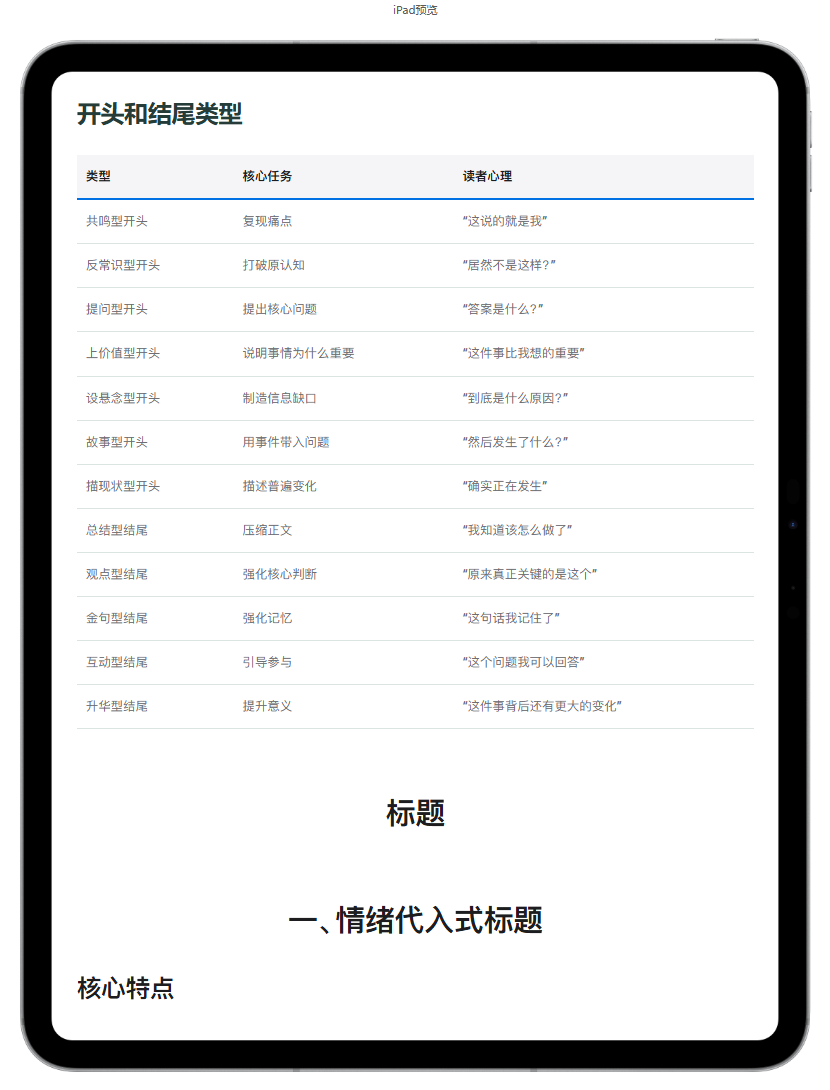 iPad预览
开头和结尾类型
类型 核心任务 读者心理
共鸣型开头 复现痛点 “这说的就是我”
反常识型开头 打破原认知 “居然不是这样？”
提问型开头 提出核心问题 “答案是什么？”
上价值型开头 说明事情为什么重要 “这件事比我想的重要”
设悬念型开头 制造信息缺口 “到底是什么原因？”
故事型开头 用事件带入问题 “然后发生了什么？”
描现状型开头 描述普遍变化 “确实正在发生”
总结型结尾 压缩正文 “我知道该怎么做了”
观点型结尾 强化核心判断 “原来真正关键的是这个”
金句型结尾 强化记忆 “这句话我记住了”
互动型结尾 引导参与 “这个问题我可以回答”
升华型结尾 提升意义 “这件事背后还有更大的变化”
标题
一、情绪代入式标题
核心特点